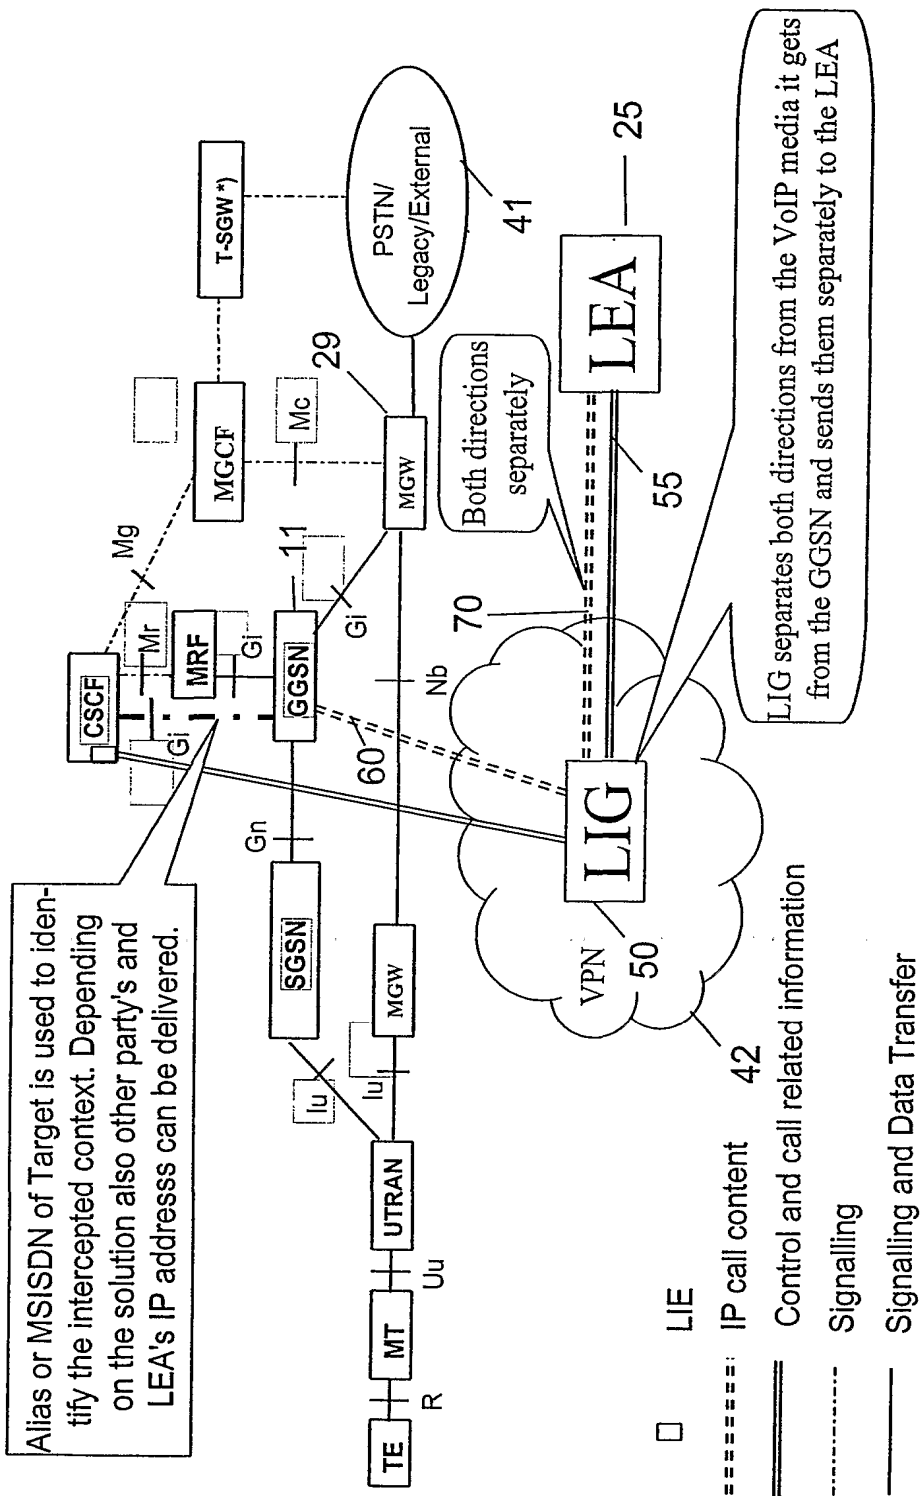 Alias or MSISDN of Target is used to iden-
tify the intercepted context. Depending
on the solution also other party's and
LEA's IP addresss can be delivered.
CSCF
Mg
MGCF
T-SGW *)
Mr
MRF
Gi
Gi
Mc
PSTN/
Legacy/External
41
Gn
SGSN
GGSN
11
Gi
29
MGW
60
Iu
Iu
MGW
Nb
TE
R
MT
Uu
UTRAN
Both directions
separately
70
55
LEA
25
VPN
LIG
50
42
LIG separates both directions from the VoIP media it gets
from the GGSN and sends them separately to the LEA
LIE
IP call content
Control and call related information
Signalling
Signalling and Data Transfer